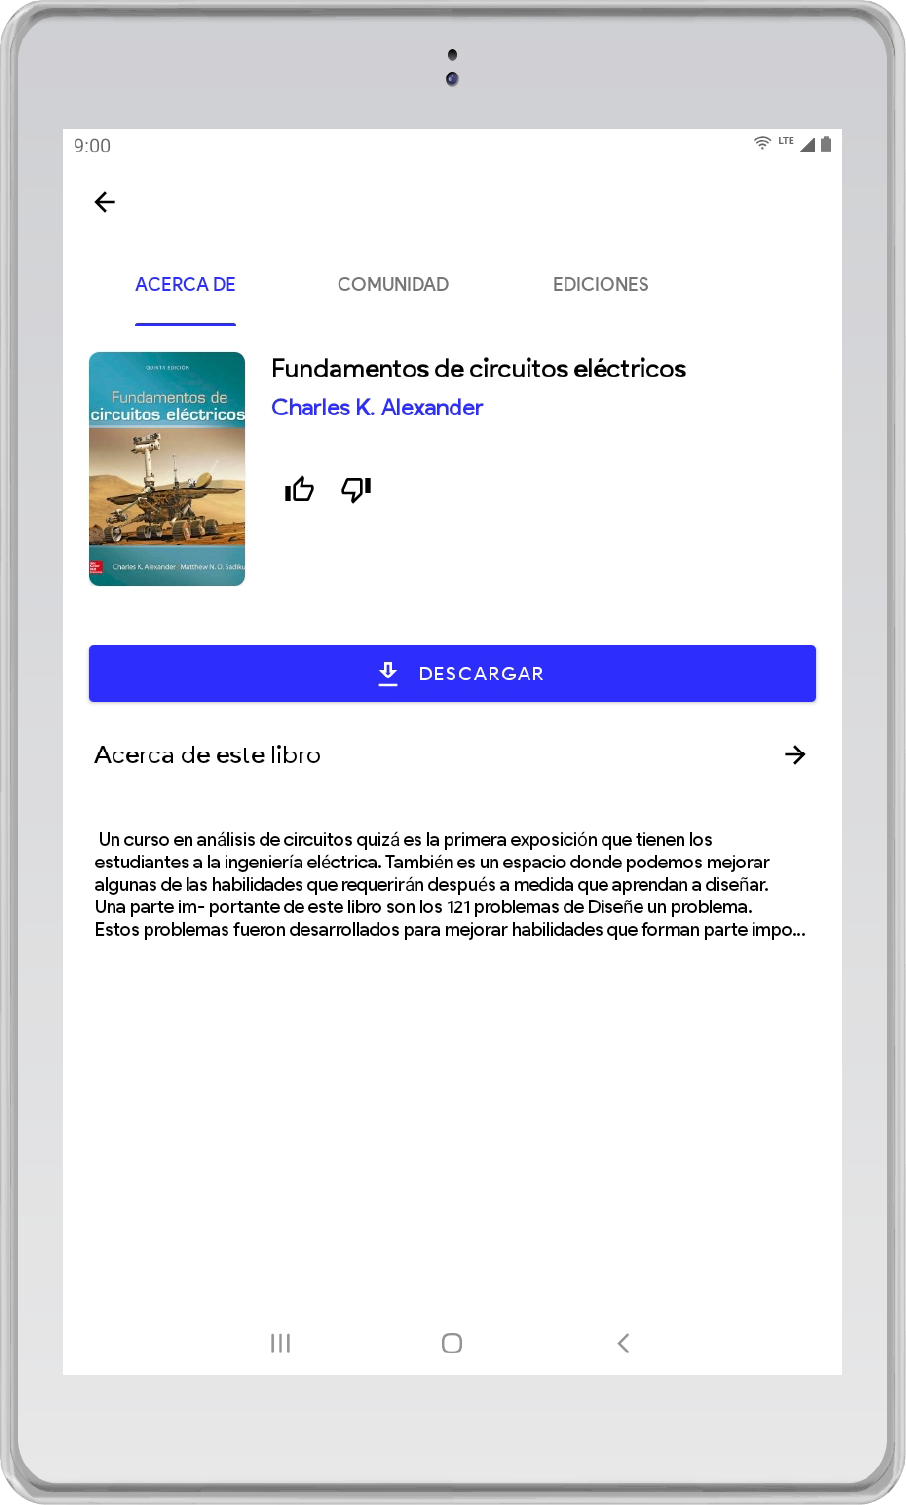 9:00
LTE
ACERCA DE
COMUNIDAD
EDICIONES
QUINTA EDICIÓN
Fundamentos de
circuitos eléctricos
Charles K. Alexander Matthew N. O. Sadiku
Fundamentos de circuitos eléctricos
Charles K. Alexander
DESCARGAR
Acerca de este libro
Un curso en análisis de circuitos quizá es la primera exposición que tienen los
estudiantes a la ingeniería eléctrica. También es un espacio donde podemos mejorar
algunas de las habilidades que requerirán después a medida que aprendan a diseñar.
Una parte im- portante de este libro son los 121 problemas de Diseñe un problema.
Estos problemas fueron desarrollados para mejorar habilidades que forman parte impo...